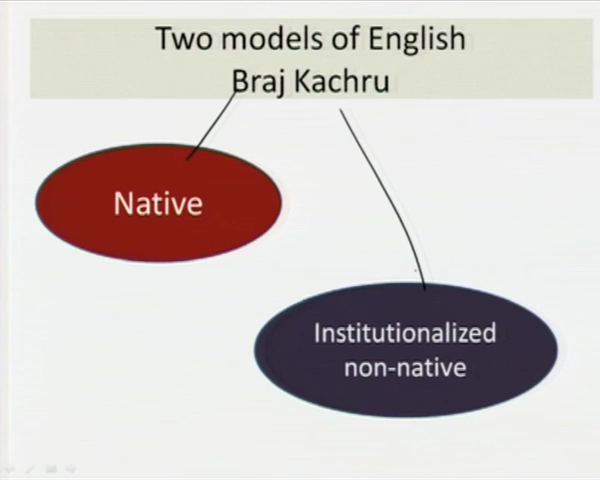 Two models of English
Braj Kachru
Native
Institutionalized
non-native